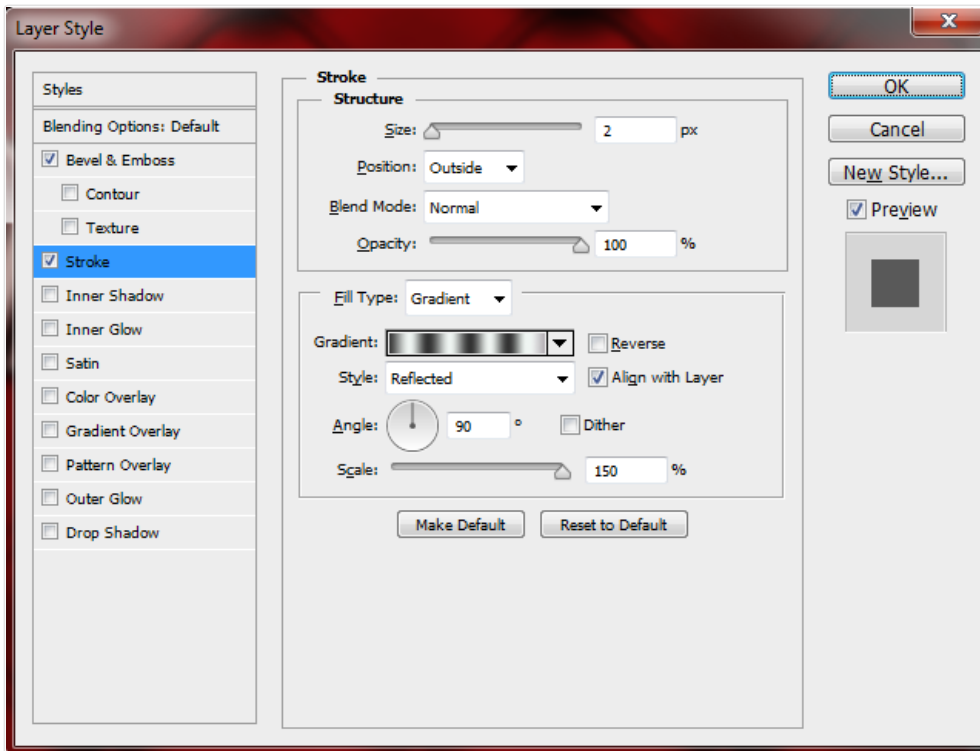 Layer Style
x
Styles
Blending Options: Default
Bevel & Emboss
Contour
Texture
Stroke
Inner Shadow
Inner Glow
Satin
Color Overlay
Gradient Overlay
Pattern Overlay
Outer Glow
Drop Shadow
Stroke
Structure
Size: 2 px
Position: Outside
Blend Mode: Normal
Opacity: 100 %
Fill Type: Gradient
Gradient: Reverse
Style: Reflected Align with Layer
Angle: 90 ° Dither
Scale: 150 %
Make Default Reset to Default
OK
Cancel
New Style...
Preview